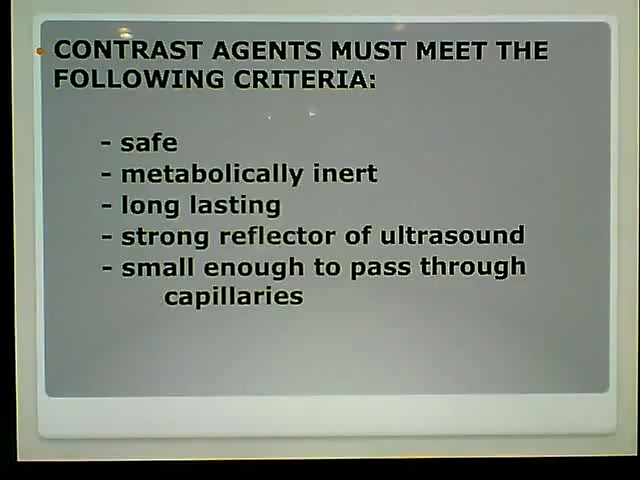 • CONTRAST AGENTS MUST MEET THE
FOLLOWING CRITERIA:
- safe
- metabolically inert
- long lasting
- strong reflector of ultrasound
- small enough to pass through
capillaries